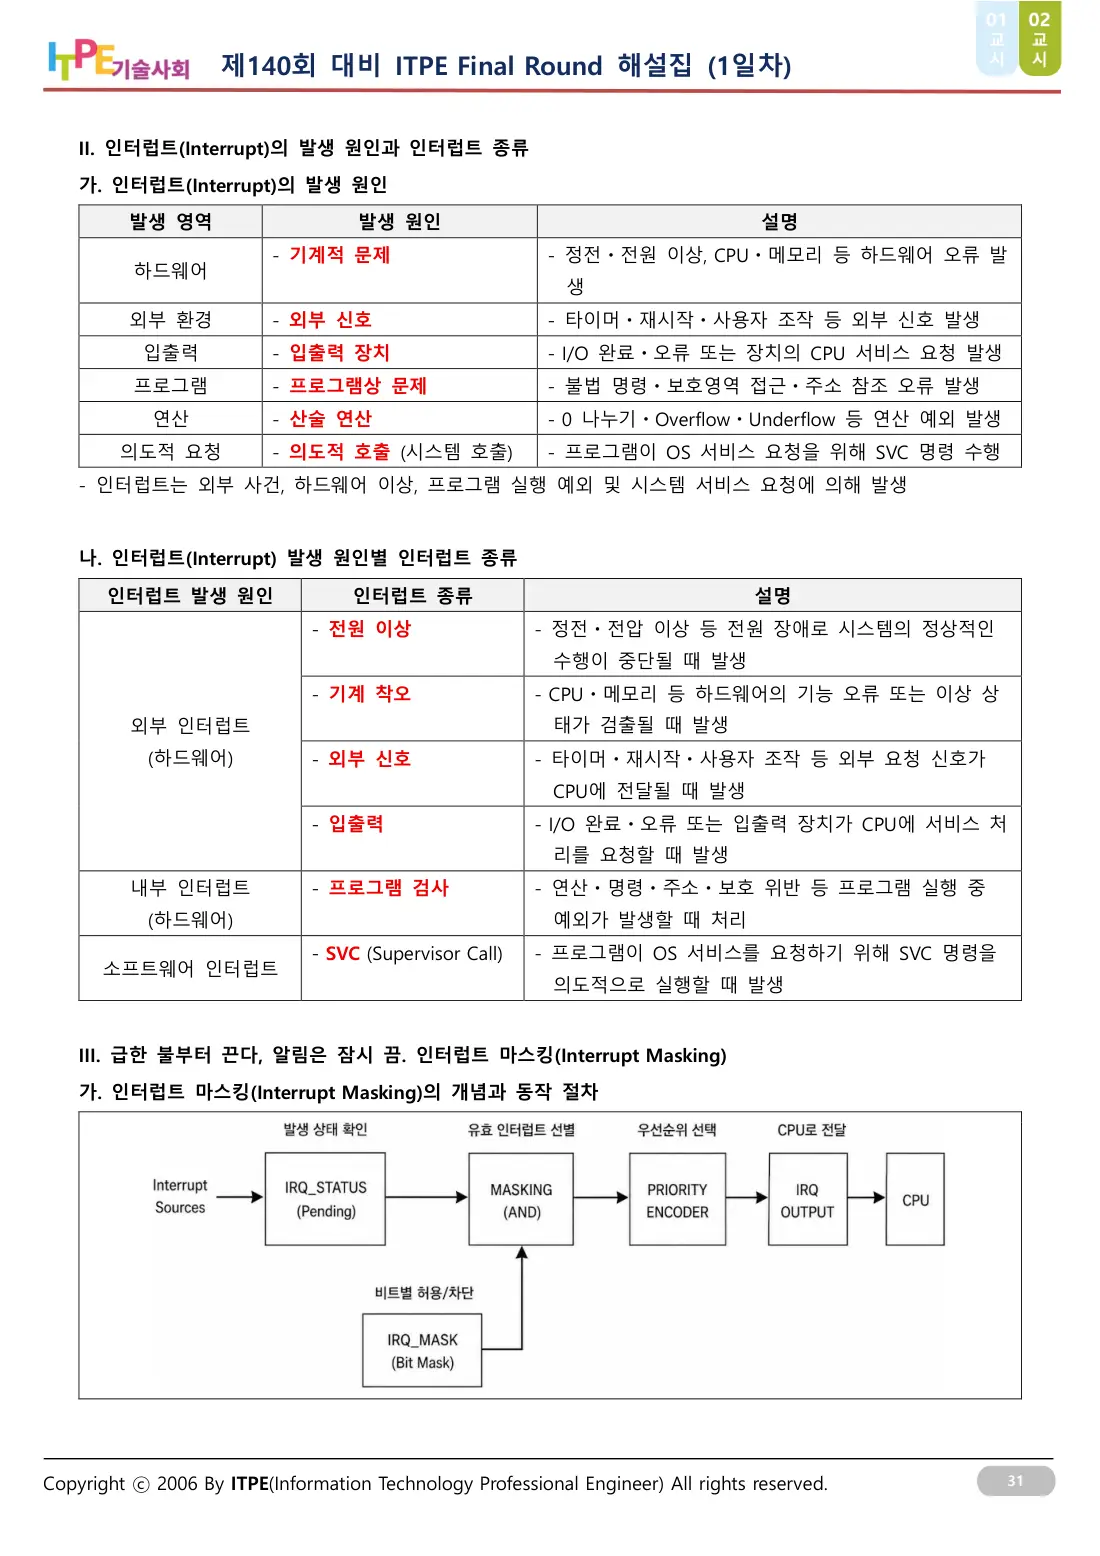 01
교
시
02
교
시
ITPE기술사회 제140회 대비 ITPE Final Round 해설집 (1일차)
II. 인터럽트(Interrupt)의 발생 원인과 인터럽트 종류
가. 인터럽트(Interrupt)의 발생 원인
발생 영역 발생 원인 설명
하드웨어 - 기계적 문제 - 정전・전원 이상, CPU・메모리 등 하드웨어 오류 발
생
외부 환경 - 외부 신호 - 타이머・재시작・사용자 조작 등 외부 신호 발생
입출력 - 입출력 장치 - I/O 완료・오류 또는 장치의 CPU 서비스 요청 발생
프로그램 - 프로그램상 문제 - 불법 명령・보호영역 접근・주소 참조 오류 발생
연산 - 산술 연산 - 0 나누기・Overflow・Underflow 등 연산 예외 발생
의도적 요청 - 의도적 호출 (시스템 호출) - 프로그램이 OS 서비스 요청을 위해 SVC 명령 수행
- 인터럽트는 외부 사건, 하드웨어 이상, 프로그램 실행 예외 및 시스템 서비스 요청에 의해 발생
나. 인터럽트(Interrupt) 발생 원인별 인터럽트 종류
인터럽트 발생 원인 인터럽트 종류 설명
외부 인터럽트
(하드웨어)
- 전원 이상 - 정전・전압 이상 등 전원 장애로 시스템의 정상적인
수행이 중단될 때 발생
- 기계 착오 - CPU・메모리 등 하드웨어의 기능 오류 또는 이상 상
태가 검출될 때 발생
- 외부 신호 - 타이머・재시작・사용자 조작 등 외부 요청 신호가
CPU에 전달될 때 발생
- 입출력 - I/O 완료・오류 또는 입출력 장치가 CPU에 서비스 처
리를 요청할 때 발생
내부 인터럽트
(하드웨어)
- 프로그램 검사 - 연산・명령・주소・보호 위반 등 프로그램 실행 중
예외가 발생할 때 처리
소프트웨어 인터럽트 - SVC (Supervisor Call) - 프로그램이 OS 서비스를 요청하기 위해 SVC 명령을
의도적으로 실행할 때 발생
III. 급한 불부터 끈다, 알림은 잠시 끔. 인터럽트 마스킹(Interrupt Masking)
가. 인터럽트 마스킹(Interrupt Masking)의 개념과 동작 절차
발생 상태 확인 유효 인터럽트 선별 우선순위 선택 CPU로 전달
Interrupt
Sources
IRQ_STATUS
(Pending)
MASKING
(AND)
PRIORITY
ENCODER
IRQ
OUTPUT
CPU
비트별 허용/차단
IRQ_MASK
(Bit Mask)
Copyright ⓒ 2006 By ITPE(Information Technology Professional Engineer) All rights reserved.
31